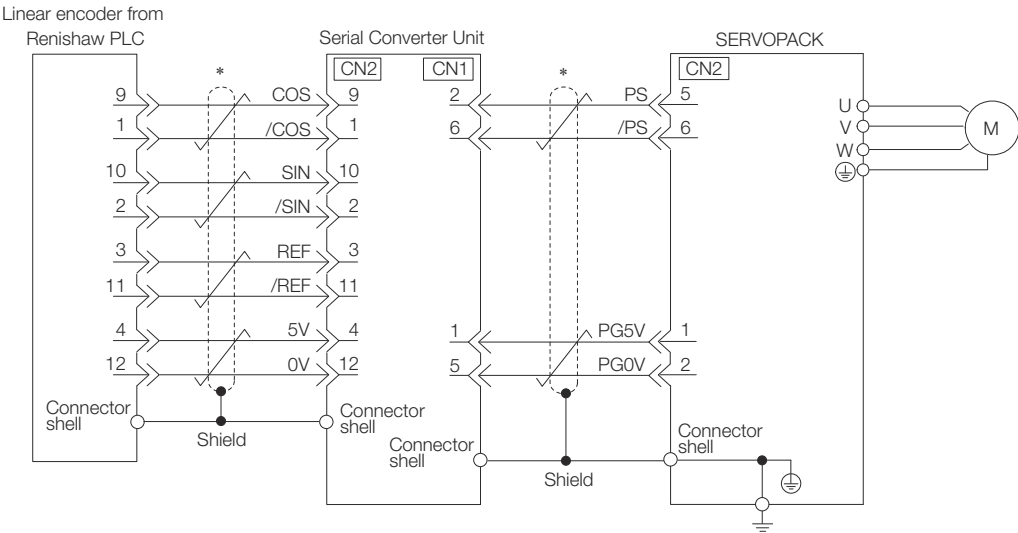 Linear encoder from
Renishaw PLC
Serial Converter Unit
SERVOPACK
CN2
CN1
CN2
*
*
9 COS 9
1 /COS 1
10 SIN 10
2 /SIN 2
3 REF 3
11 /REF 11
4 5V 4
12 0V 12
2 PS 5
6 /PS 6
1 PG5V 1
5 PG0V 2
U
V
W
M
Connector
shell
Shield
Connector
shell
Connector
shell
Shield
Connector
shell